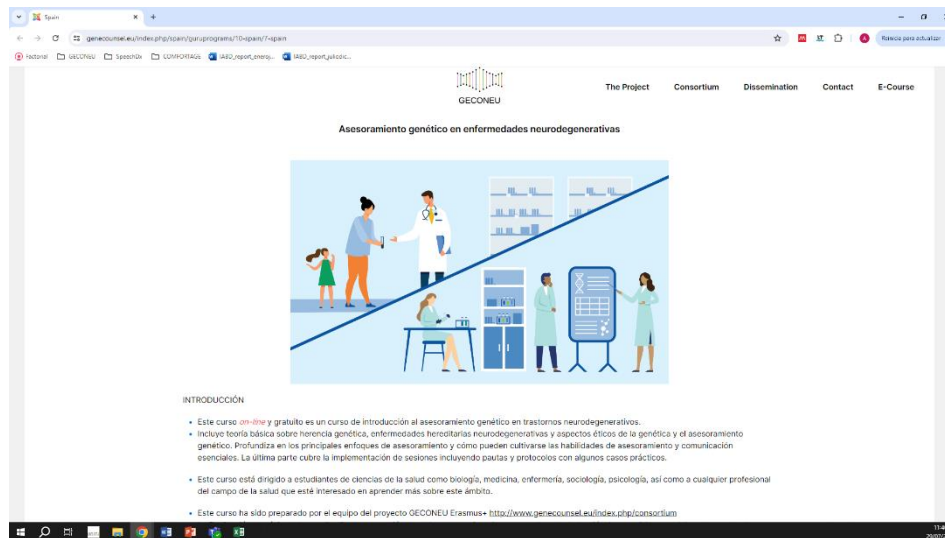 Spain
genecounsel.eu/index.php/spain/guruprograms/10-spain/7-spain
Factorial GECONEU SpeechDx COMFORTAGE
GECONEU
The Project Consortium Dissemination Contact E-Course
Asesoramiento genético en enfermedades neurodegenerativas
INTRODUCCIÓN
Este curso on-line y gratuito es un curso de introducción al asesoramiento genético en trastornos neurodegenerativos.
Incluye teoría básica sobre herencia genética, enfermedades hereditarias neurodegenerativas y aspectos éticos de la genética y el asesoramiento
genético. Profundiza en los principales enfoques de asesoramiento y cómo pueden cultivarse las habilidades de asesoramiento y comunicación
esenciales. La última parte cubre la implementación de sesiones incluyendo pautas y protocolos con algunos casos prácticos.
Este curso está dirigido a estudiantes de ciencias de la salud como biología, medicina, enfermería, sociología, psicología, así como a cualquier profesional
del campo de la salud que esté interesado en aprender más sobre este ámbito.
Este curso ha sido preparado por el equipo del proyecto GECONEU Erasmus+ http://www.genecounsel.eu/index.php/consortium